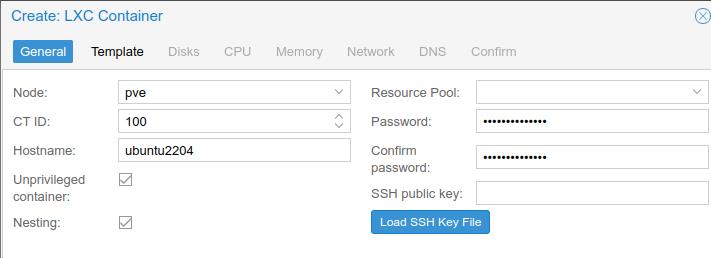 Create: LXC Container
General Template Disks CPU Memory Network DNS Confirm
Node: pve
CT ID: 100
Hostname: ubuntu2204
Unprivileged
container:
Nesting:
Resource Pool:
Password: ••••••••••••••
Confirm
password: ••••••••••••••
SSH public key:
Load SSH Key File